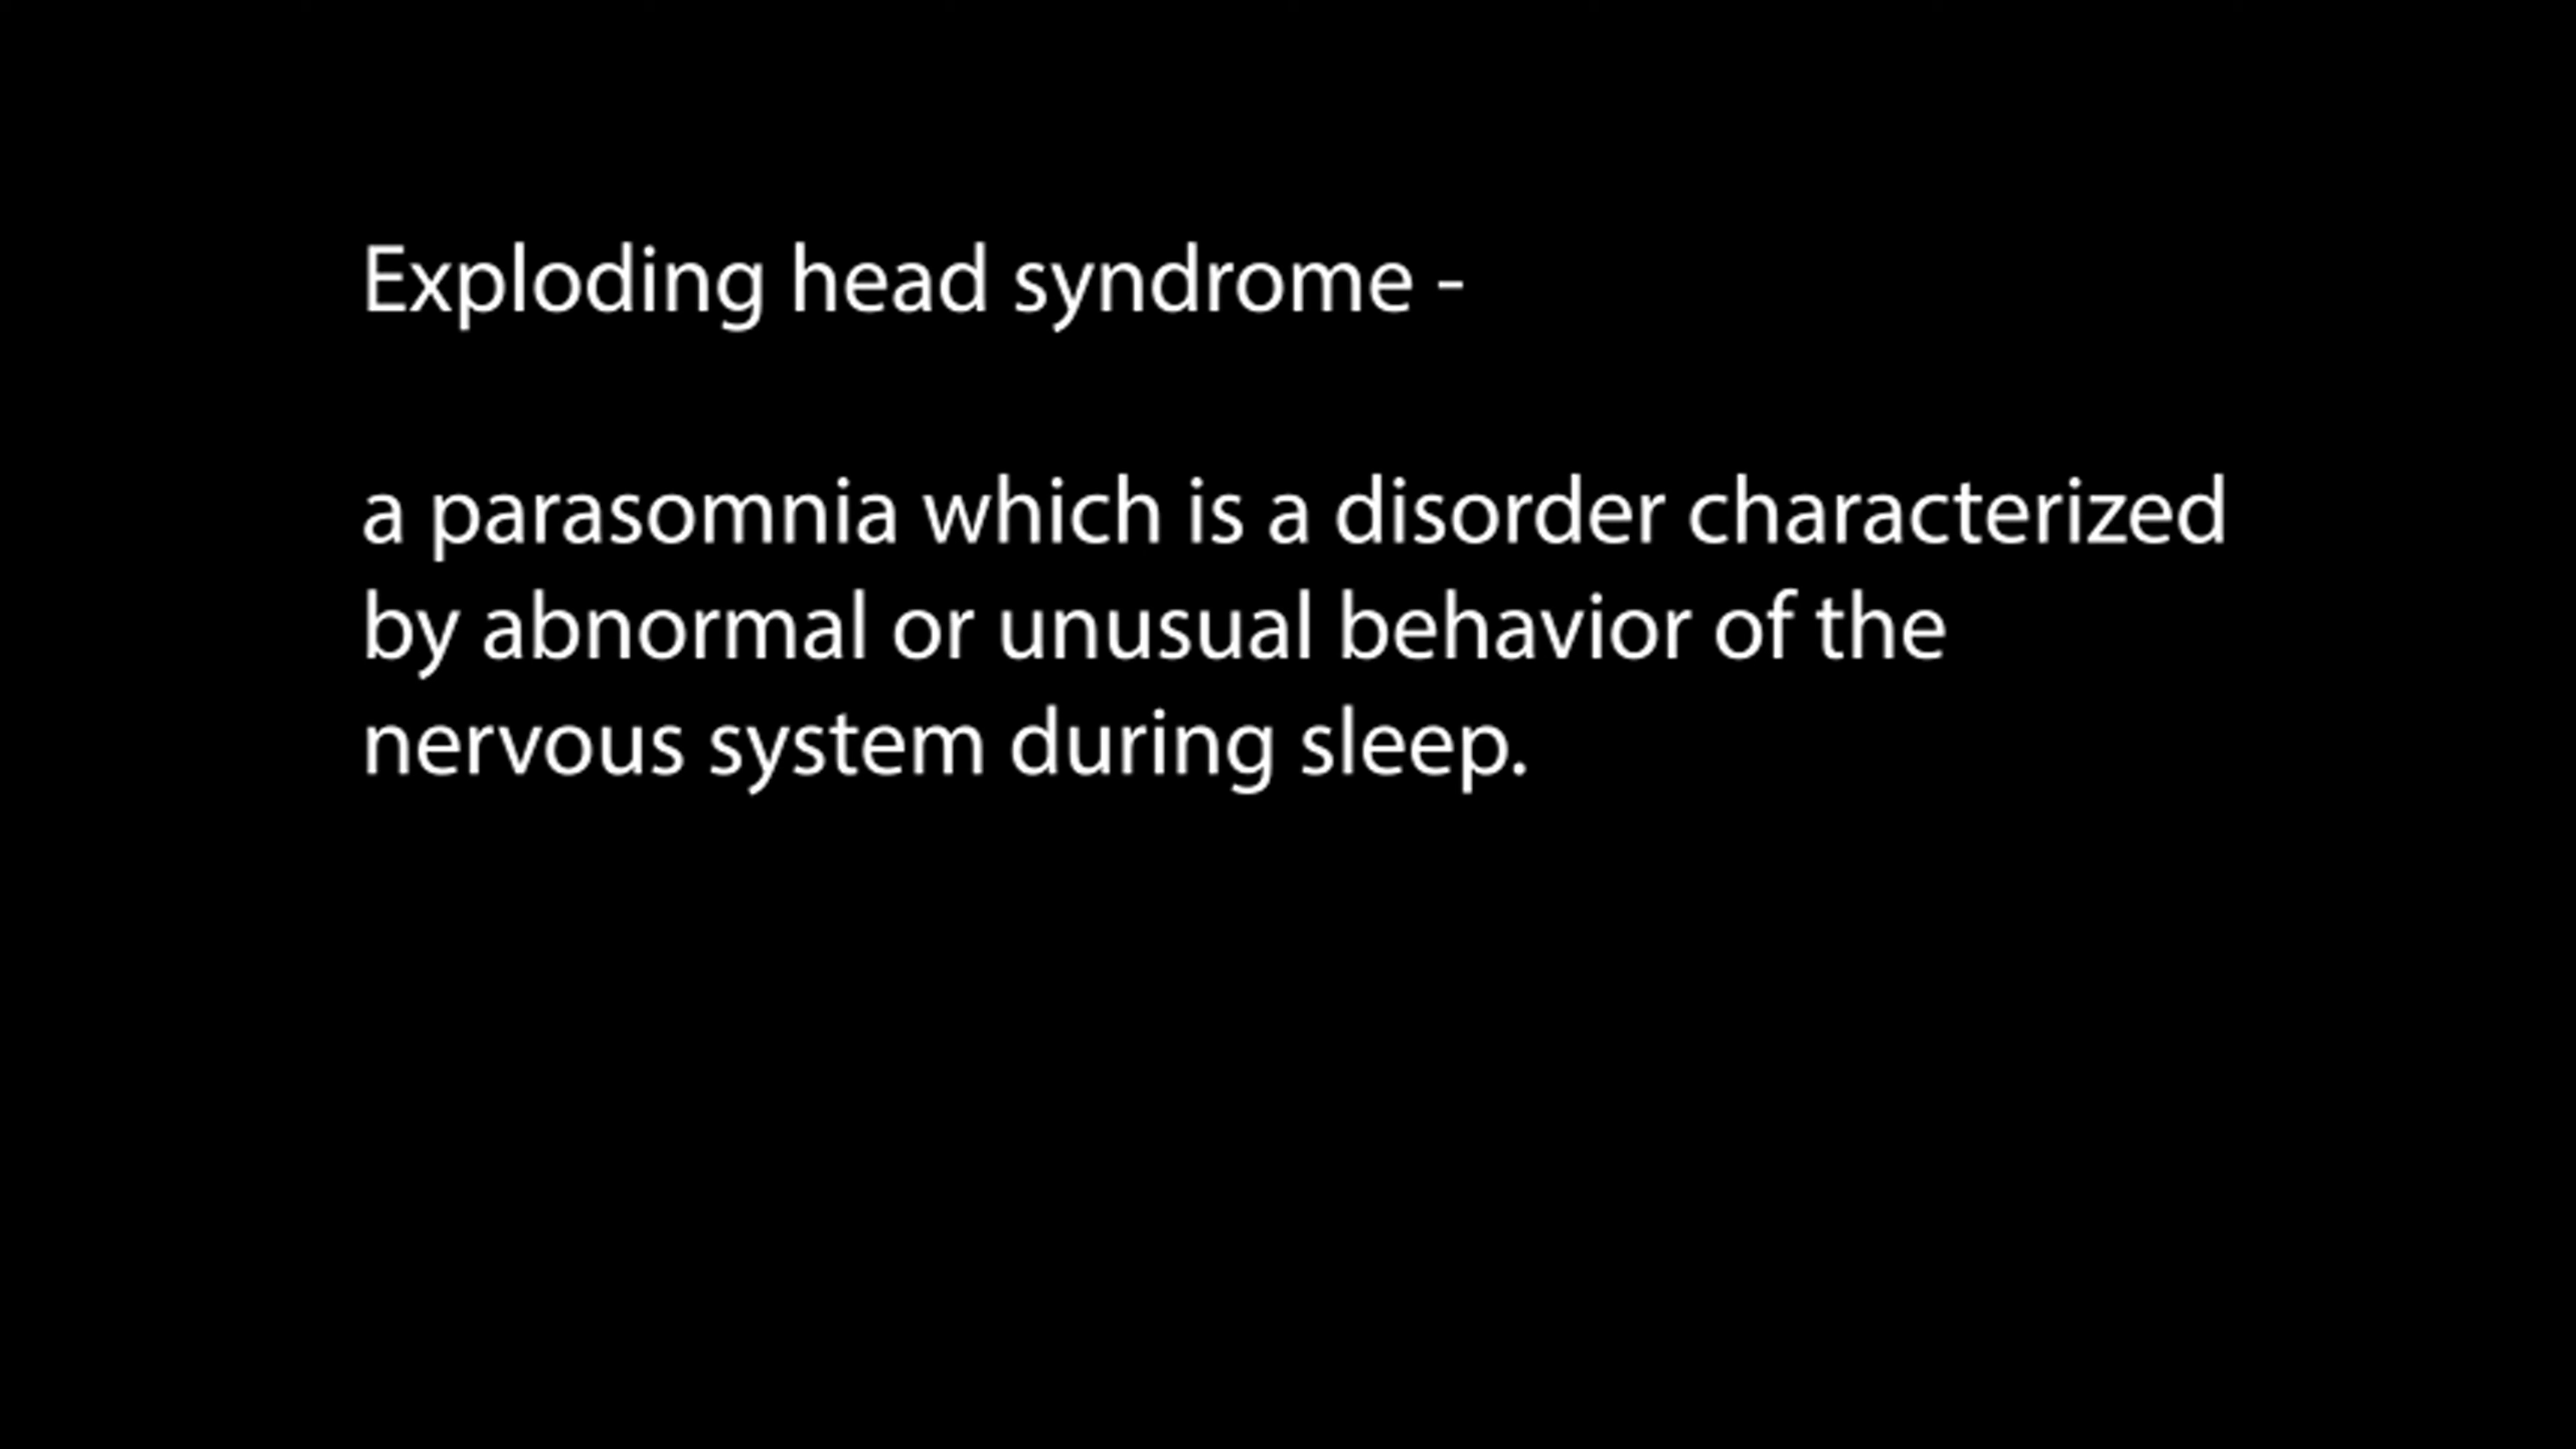 Exploding head syndrome -
a parasomnia which is a disorder characterized
by abnormal or unusual behavior of the
nervous system during sleep.